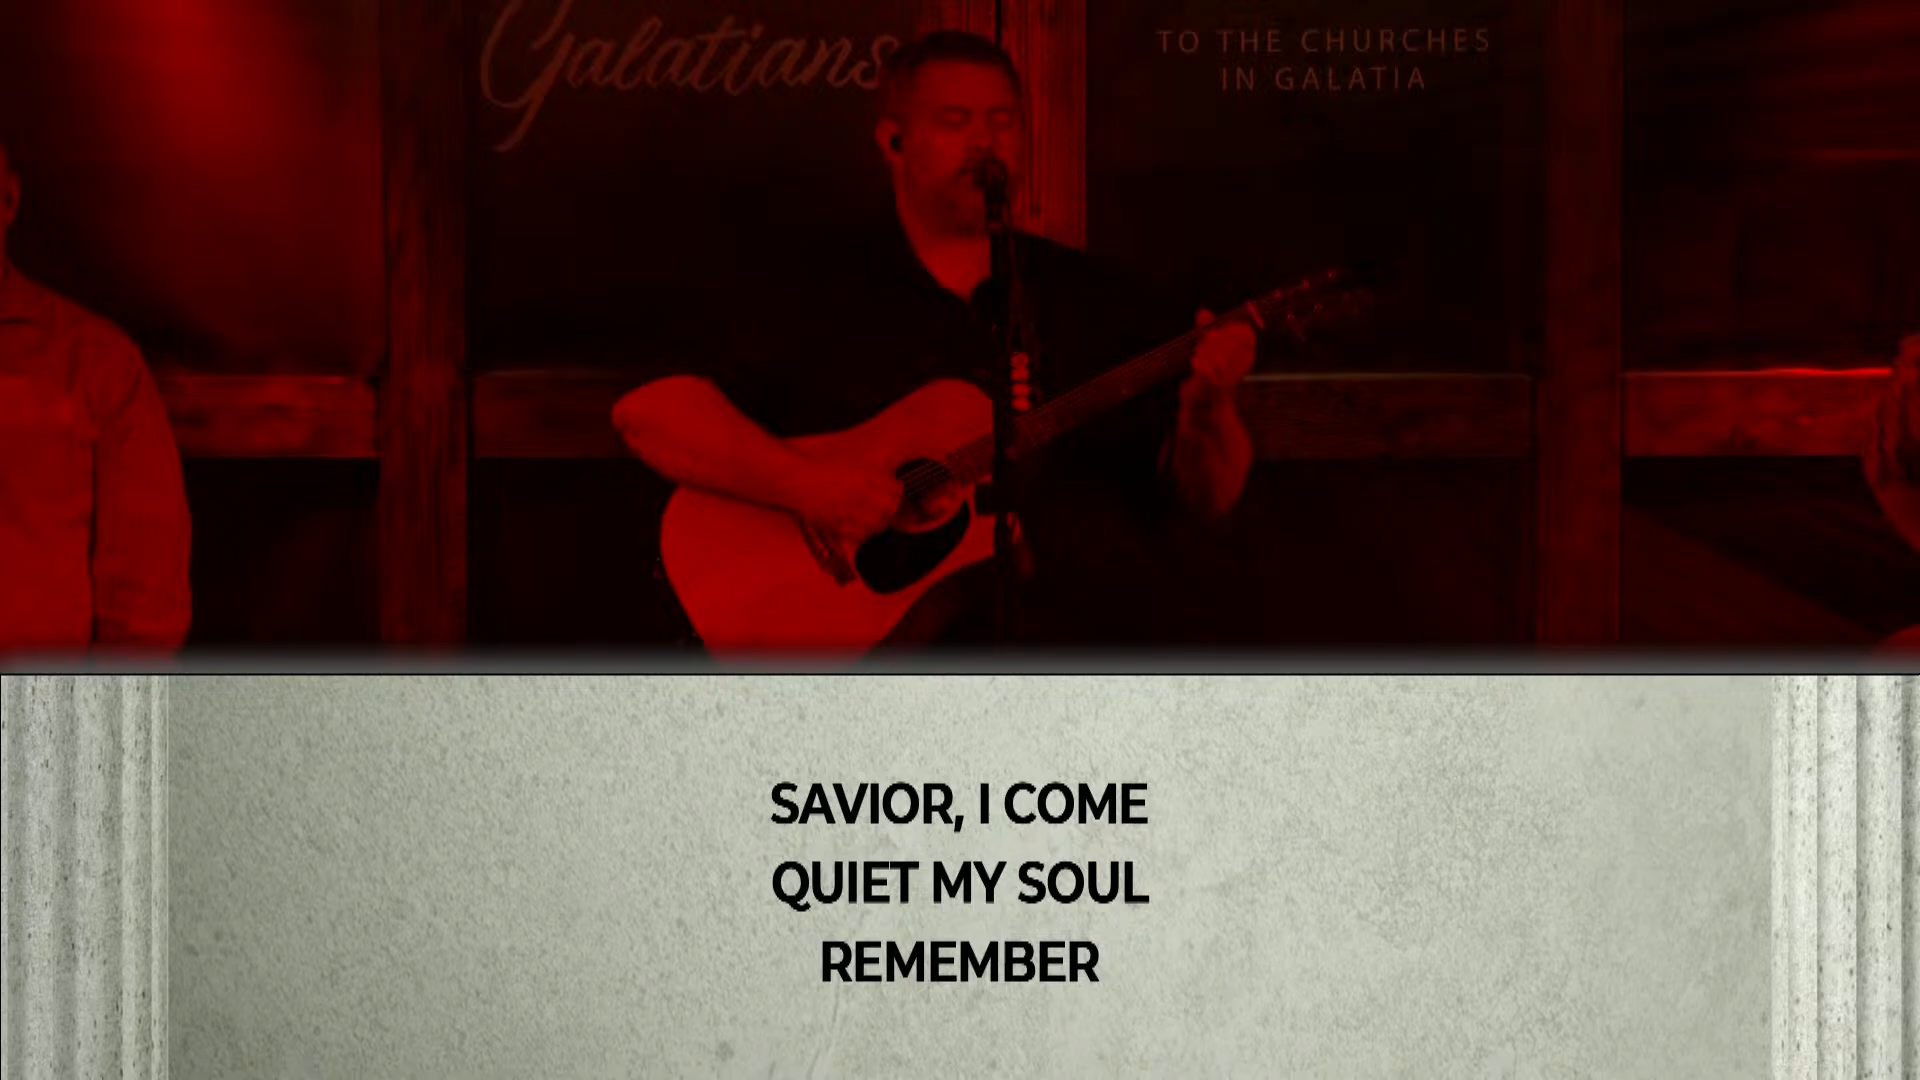 Galatians
TO THE CHURCHES
IN GALATIA
SAVIOR, I COME
QUIET MY SOUL
REMEMBER